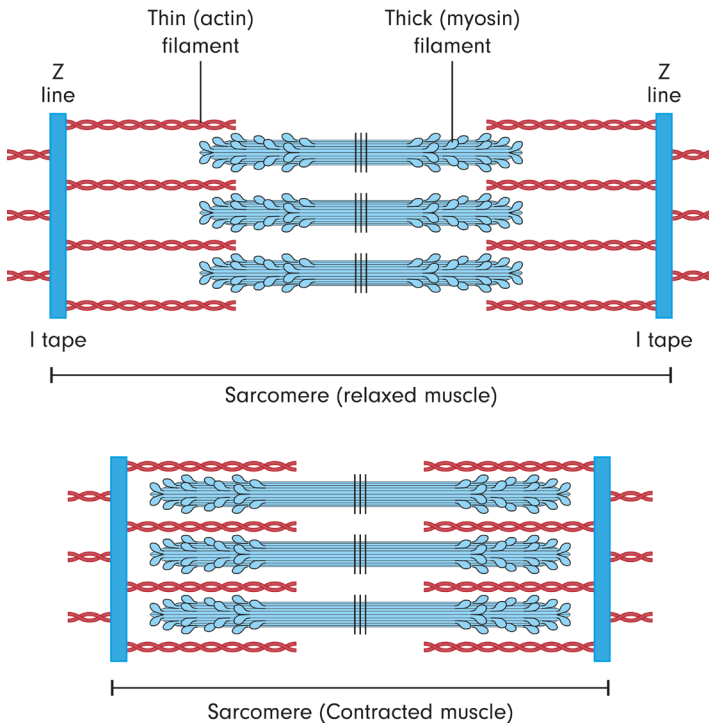 Thin (actin)
filament
Thick (myosin)
filament
Z
line
Z
line
I tape
I tape
Sarcomere (relaxed muscle)
Sarcomere (Contracted muscle)